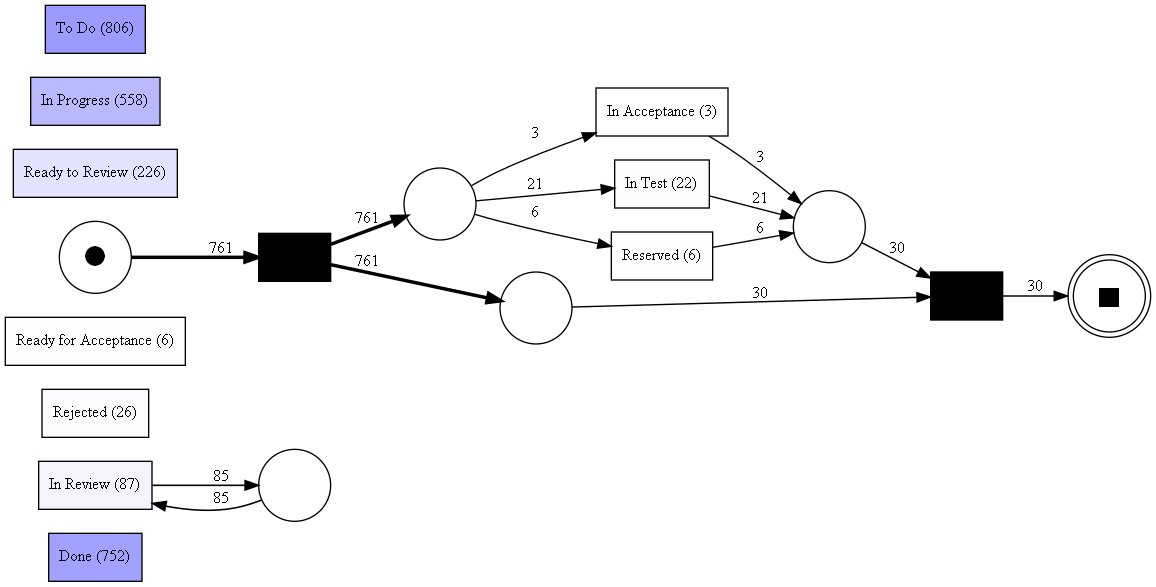 To Do (806)
In Progress (558)
Ready to Review (226)
761
761
761
3
21
6
In Acceptance (3)
In Test (22)
Reserved (6)
3
21
6
30
30
30
Ready for Acceptance (6)
Rejected (26)
In Review (87)
85
85
Done (752)